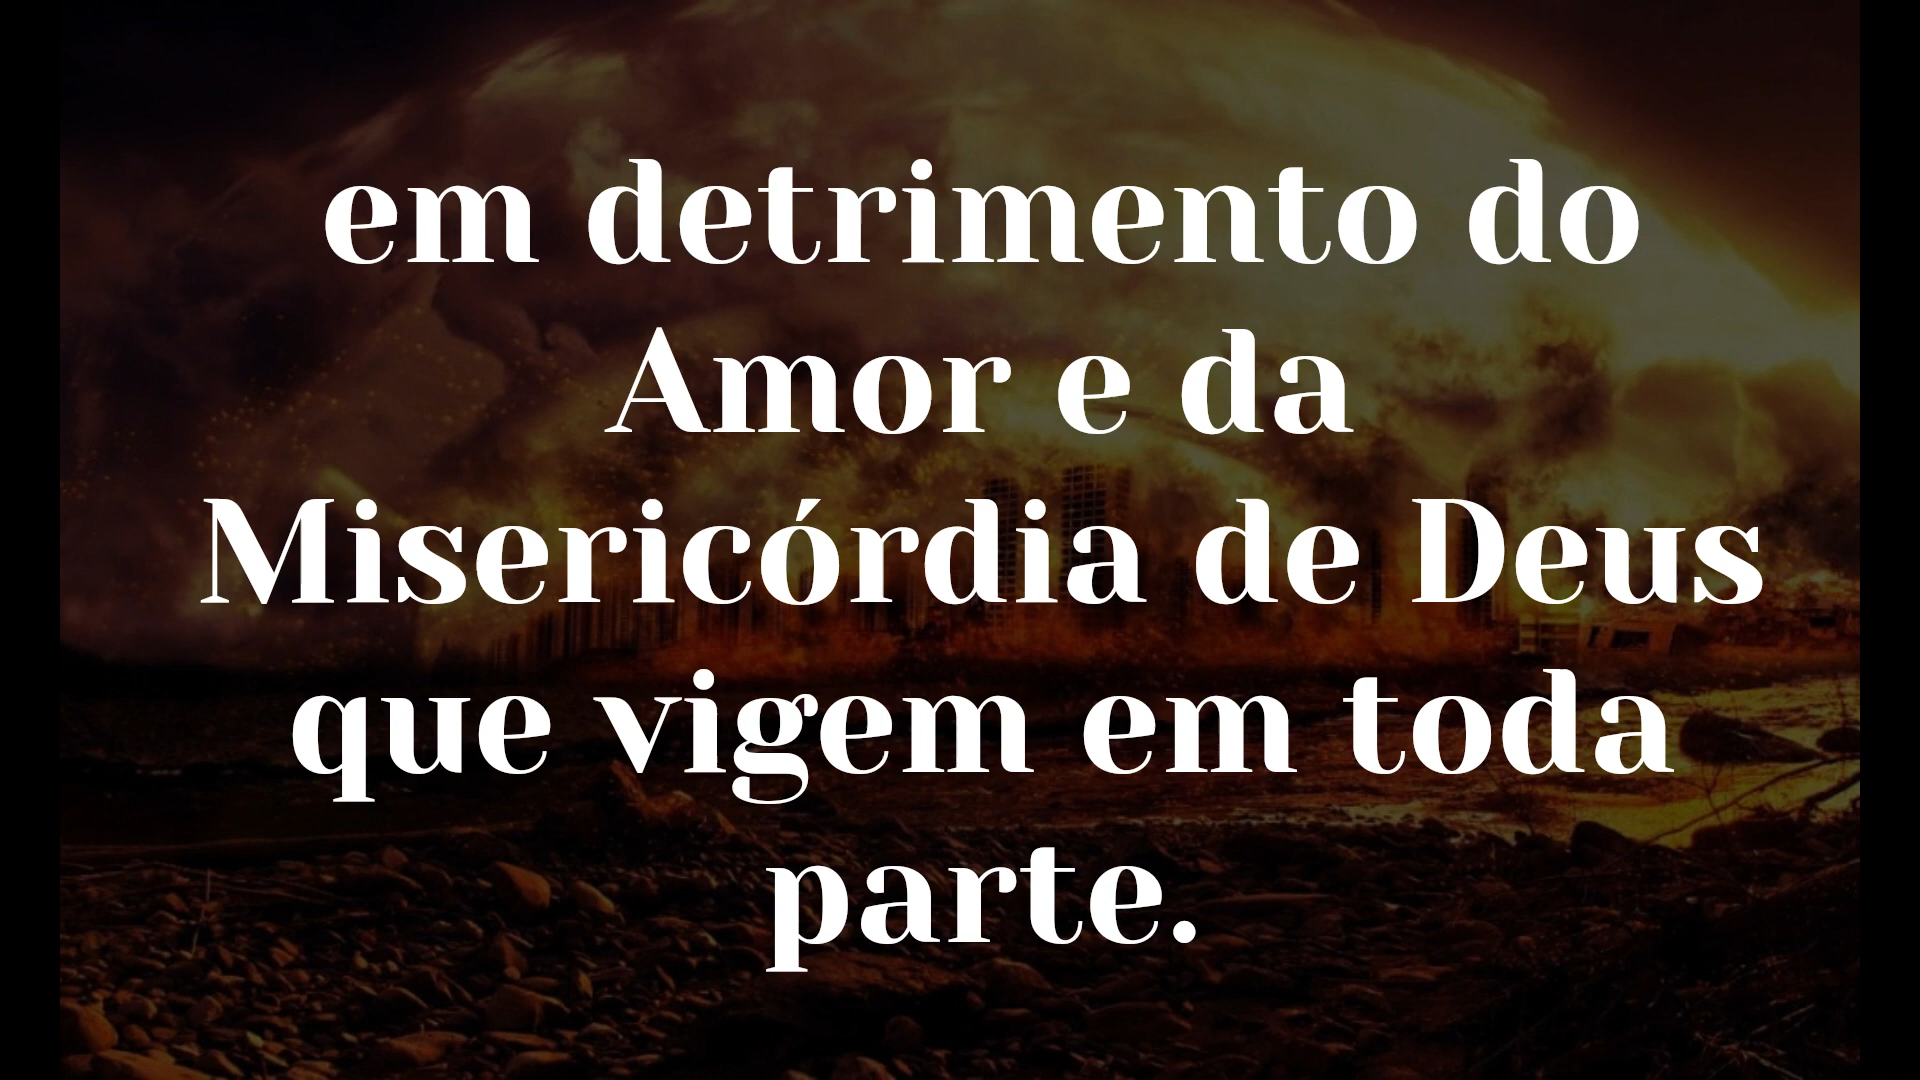 em detrimento do
Amor e da
Misericórdia de Deus
que vigem em toda
parte.